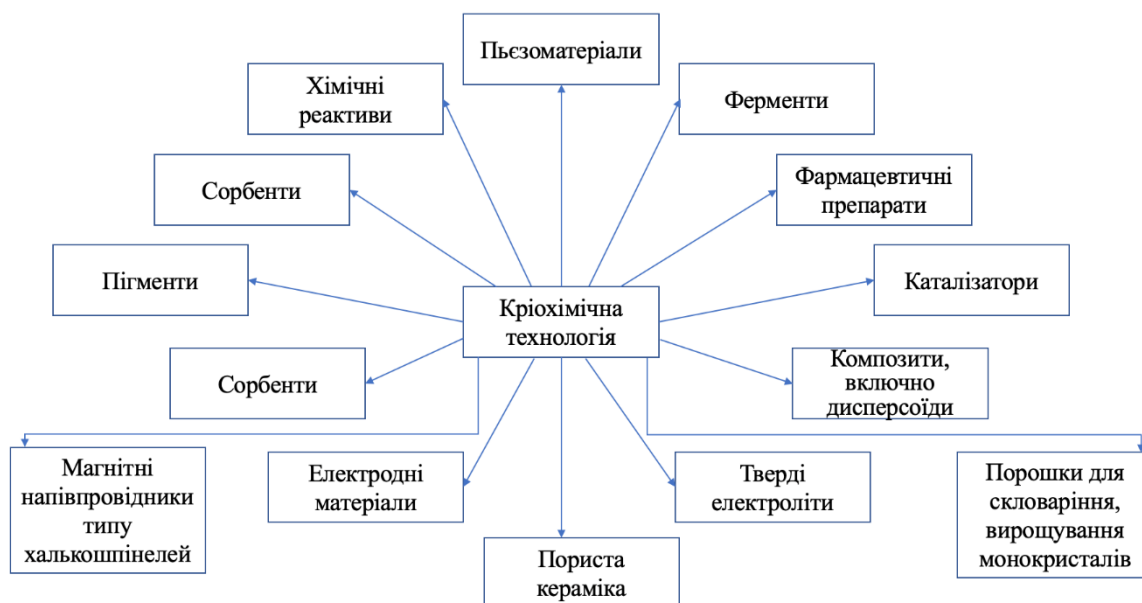 Пьєзоматеріали
Хімічні
реактиви
Ферменти
Сорбенти
Фармацевтичні
препарати
Пігменти
Каталізатори
Кріохімічна
технологія
Сорбенти
Композити,
включно
дисперсоїди
Магнітні
напівпровідники
типу
халькошпінелей
Електродні
матеріали
Тверді
електроліти
Порошки для
скловаріння,
вирощування
монокристалів
Пориста
кераміка